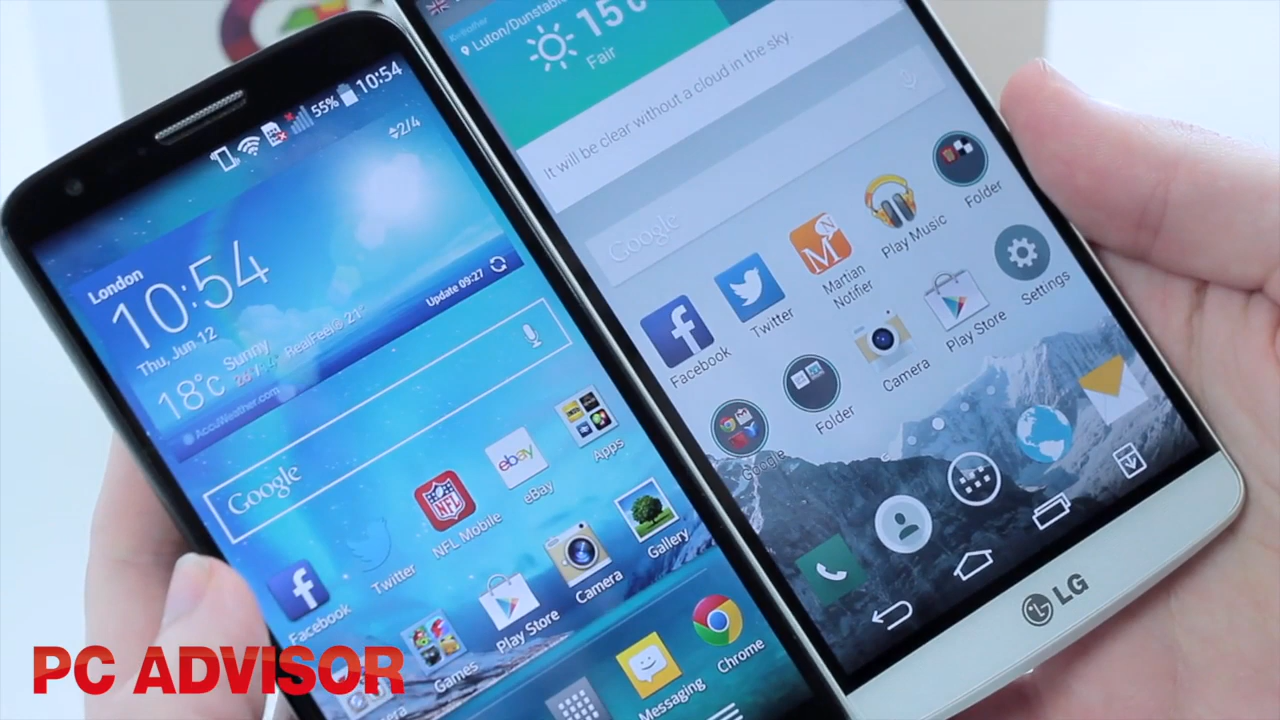 55% 10:54
2/4
London
10:54
Thu, Jun 12
Sunny
RealFeel® 21°
18°c
AccuWeather.com
Update 09:27
Google
Facebook
Twitter
NFL
NFL Mobile
ebay
eBay
Apps
Games
Play Store
Camera
Gallery
Messaging
Chrome
Luton/Dunstable
15°c
Fair
It will be clear without a cloud in the sky.
Google
Facebook
Twitter
M N
Martian
Notifier
Play Music
Folder
Google
Folder
Camera
Play Store
Settings
LG
PC ADVISOR